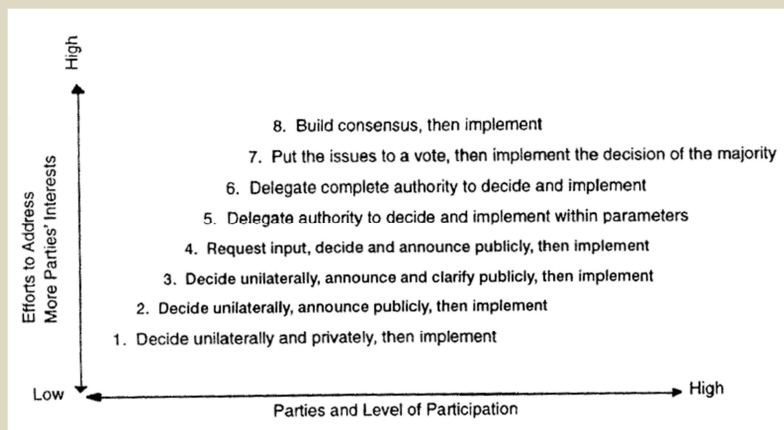 High
8. Build consensus, then implement
7. Put the issues to a vote, then implement the decision of the majority
6. Delegate complete authority to decide and implement
5. Delegate authority to decide and implement within parameters
4. Request input, decide and announce publicly, then implement
3. Decide unilaterally, announce and clarify publicly, then implement
2. Decide unilaterally, announce publicly, then implement
1. Decide unilaterally and privately, then implement
Efforts to Address
More Parties' Interests
Low
High
Parties and Level of Participation